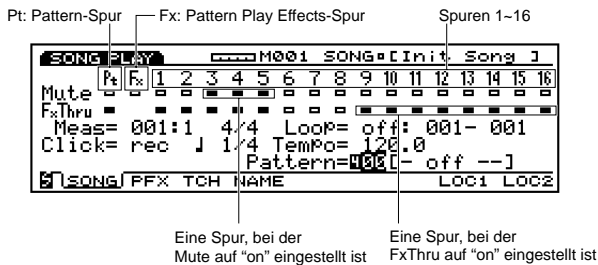 Pt: Pattern-Spur
Fx: Pattern Play Effects-Spur
Spuren 1~16
SONG PLAY M001 SONG:[Init Song ]
Pt Fx 1 2 3 4 5 6 7 8 9 10 11 12 13 14 15 16
Mute
FxThru
Meas= 001:1 4/4 Loop= off: 001- 001
Click= rec ♩ 1/4 Tempo= 120.0
Pattern=U00[- off --]
S SONG PFX TCH NAME LOC1 LOC2
Eine Spur, bei der
Mute auf “on” eingestellt ist
Eine Spur, bei der
FxThru auf “on” eingestellt ist